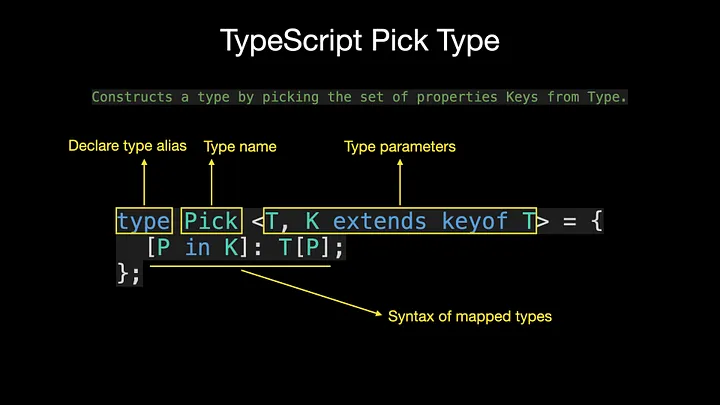 TypeScript Pick Type
Constructs a type by picking the set of properties Keys from Type.
Declare type alias
Type name
Type parameters
type Pick <T, K extends keyof T> = {
[P in K]: T[P];
};
Syntax of mapped types